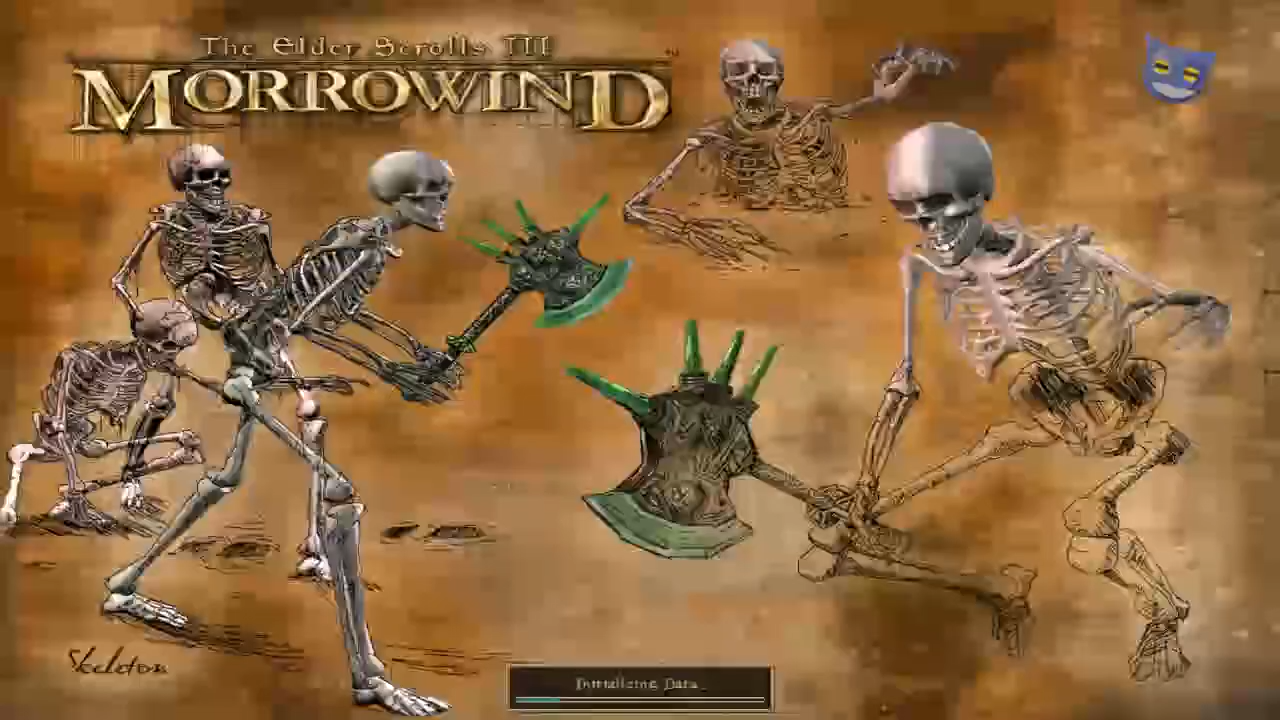 The Elder Scrolls III
MORROWIND
Skeleton
Initializing Data...